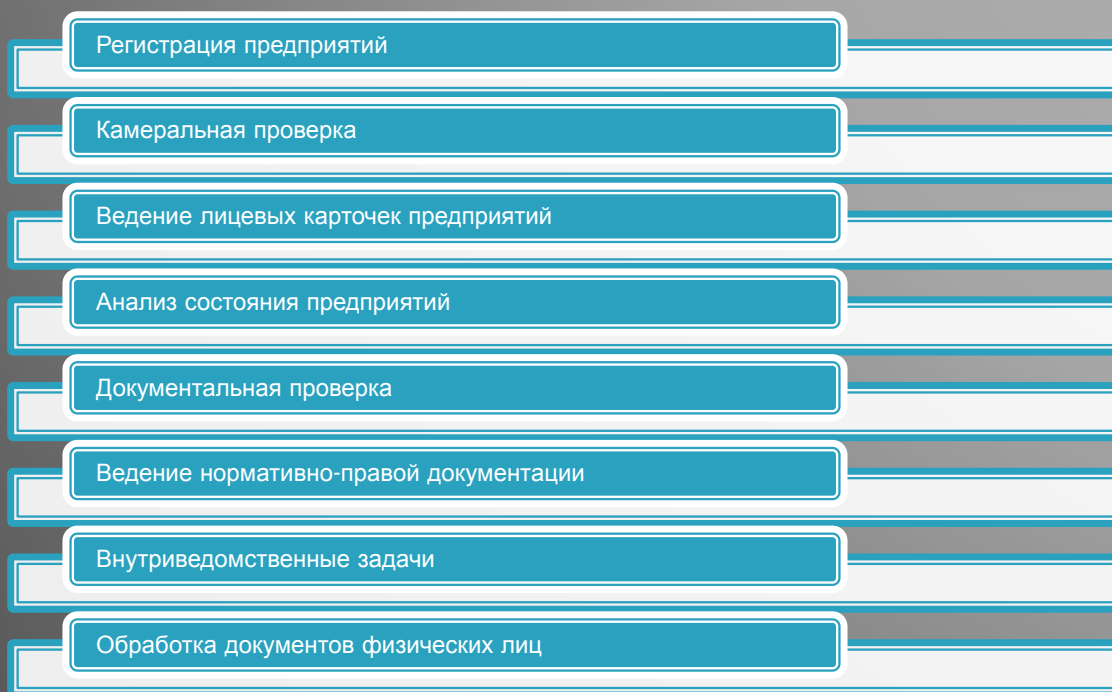 Регистрация предприятий
Камеральная проверка
Ведение лицевых карточек предприятий
Анализ состояния предприятий
Документальная проверка
Ведение нормативно-правой документации
Внутриведомственные задачи
Обработка документов физических лиц